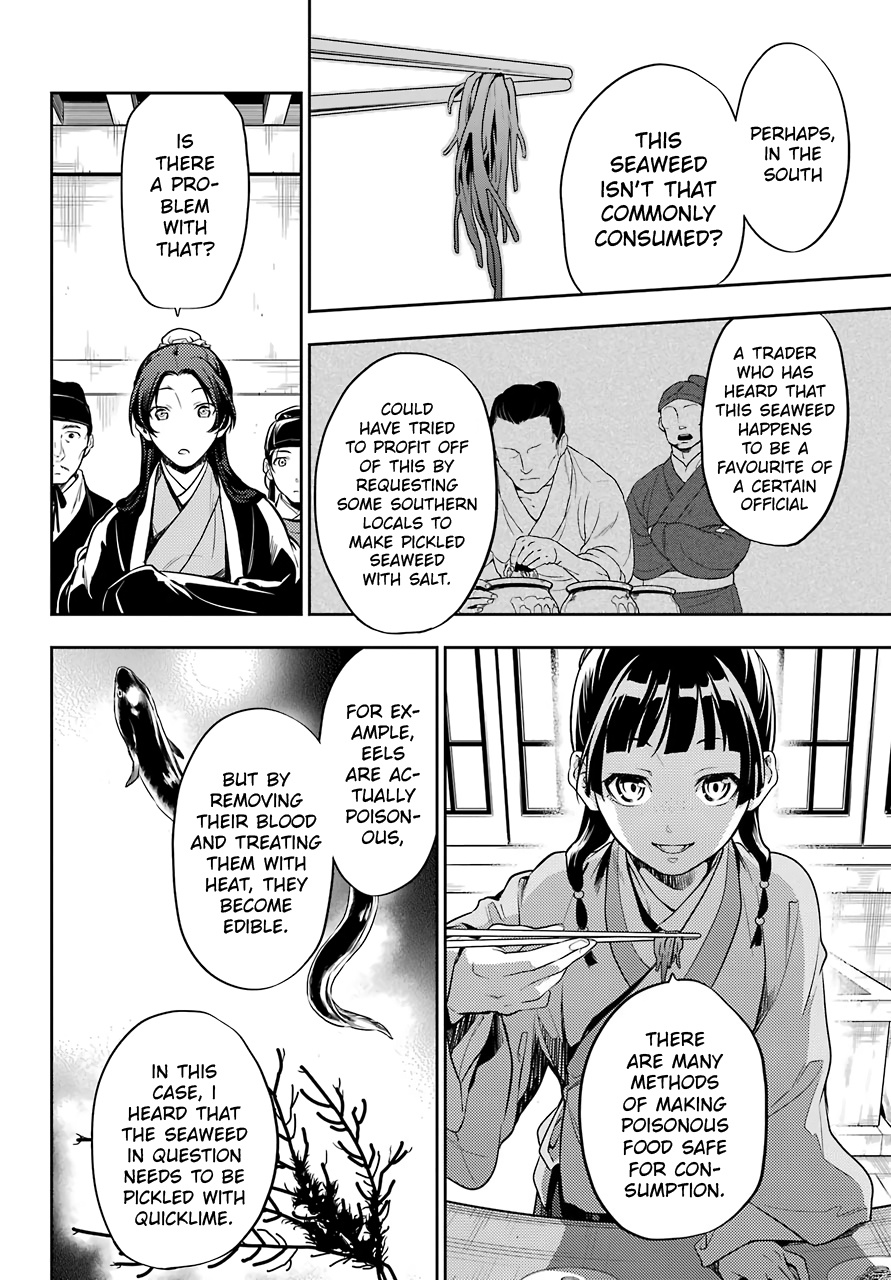 PERHAPS,
IN THE
SOUTH
THIS
SEAWEED
ISN'T THAT
COMMONLY
CONSUMED?
A TRADER
WHO HAS
HEARD THAT
THIS SEAWEED
HAPPENS
TO BE A
FAVOURITE OF
A CERTAIN
OFFICIAL
COULD
HAVE TRIED
TO PROFIT OFF
OF THIS BY
REQUESTING
SOME SOUTHERN
LOCALS TO
MAKE PICKLED
SEAWEED
WITH SALT.
IS
THERE
A PRO-
BLEM
WITH
THAT?
THERE
ARE MANY
METHODS
OF MAKING
POISONOUS
FOOD SAFE
FOR CON-
SUMPTION.
FOR EX-
AMPLE,
EELS
ARE AC-
TUALLY
POISON-
OUS,
BUT BY
REMOVING
THEIR BLOOD
AND TREATING
THEM WITH
HEAT, THEY
BECOME
EDIBLE.
IN THIS
CASE, I
HEARD THAT
THE SEAWEED
IN QUESTION
NEEDS TO BE
PICKLED WITH
QUICKLIME.